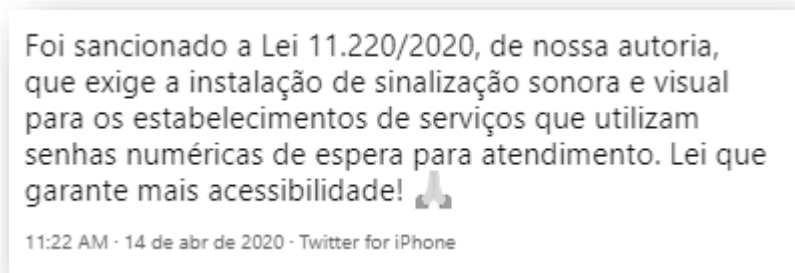 Foi sancionado a Lei 11.220/2020, de nossa autoria,
que exige a instalação de sinalização sonora e visual
para os estabelecimentos de serviços que utilizam
senhas numéricas de espera para atendimento. Lei que
garante mais acessibilidade! 🙏
11:22 AM · 14 de abr de 2020 · Twitter for iPhone